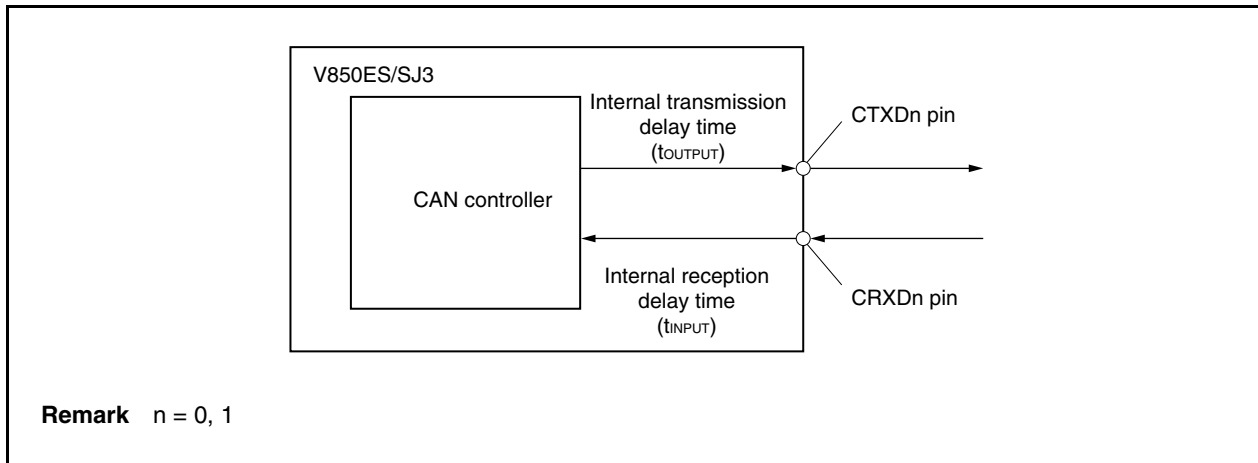 V850ES/SJ3
Internal transmission
delay time
(tOUTPUT)
CTXDn pin
CAN controller
Internal reception
delay time
(tINPUT)
CRXDn pin
Remark n = 0, 1